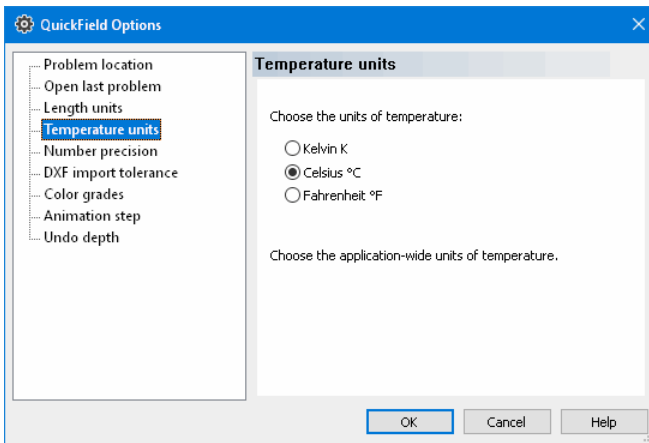 QuickField Options
Problem location
Open last problem
Length units
Temperature units
Number precision
DXF import tolerance
Color grades
Animation step
Undo depth
Temperature units
Choose the units of temperature:
Kelvin K
Celsius °C
Fahrenheit °F
Choose the application-wide units of temperature.
OK
Cancel
Help